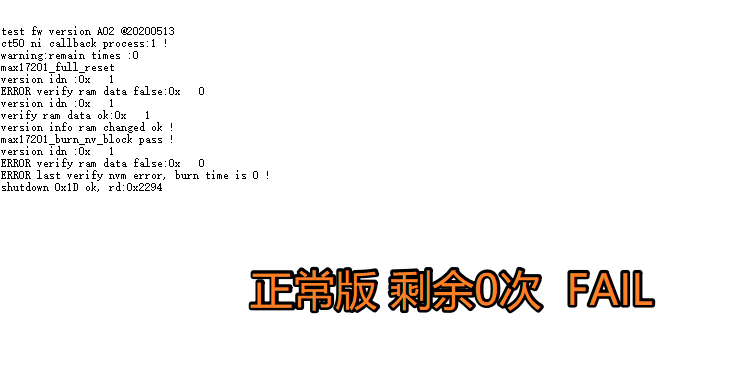 test fw version A02 @20200513
ct50 ni callback process:1 !
warning:remain times :0
max17201_full_reset
version idn :0x   1
ERROR verify ram data false:0x   0
version idn :0x   1
verify ram data ok:0x   1
version info ram changed ok !
max17201_burn_nv_block pass !
version idn :0x   1
ERROR verify ram data false:0x   0
ERROR last verify nvm error, burn time is 0 !
shutdown 0x1D ok, rd:0x2294
正常版 剩余0次  FAIL